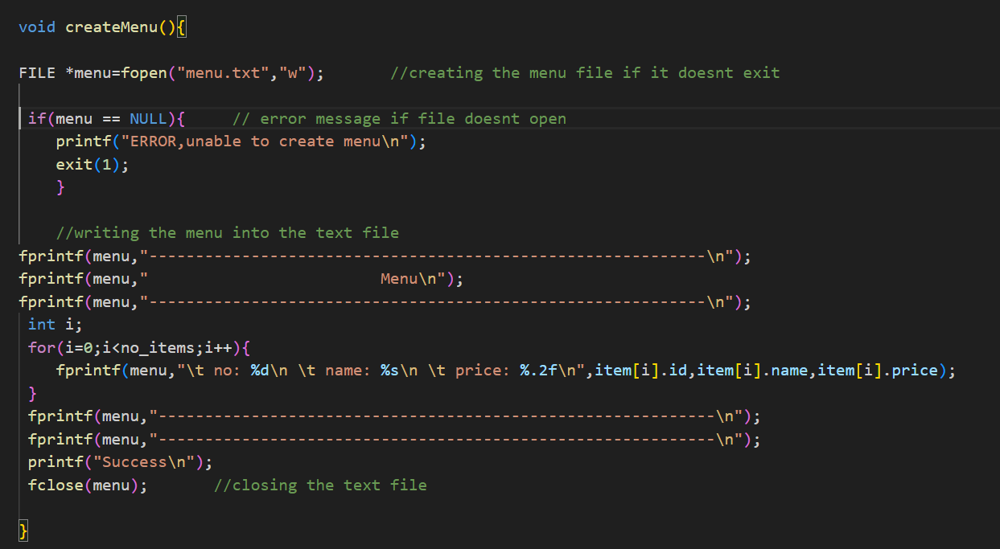 void createMenu(){
FILE *menu=fopen("menu.txt","w");       //creating the menu file if it doesnt exit
if(menu == NULL){     // error message if file doesnt open
printf("ERROR,unable to create menu\n");
exit(1);
}
//writing the menu into the text file
fprintf(menu,"------------------------------------------------------------\n");
fprintf(menu,"                         Menu\n");
fprintf(menu,"------------------------------------------------------------\n");
int i;
for(i=0;i<no_items;i++){
fprintf(menu,"\t no: %d\n \t name: %s\n \t price: %.2f\n",item[i].id,item[i].name,item[i].price);
}
fprintf(menu,"------------------------------------------------------------\n");
fprintf(menu,"------------------------------------------------------------\n");
printf("Success\n");
fclose(menu);       //closing the text file
}